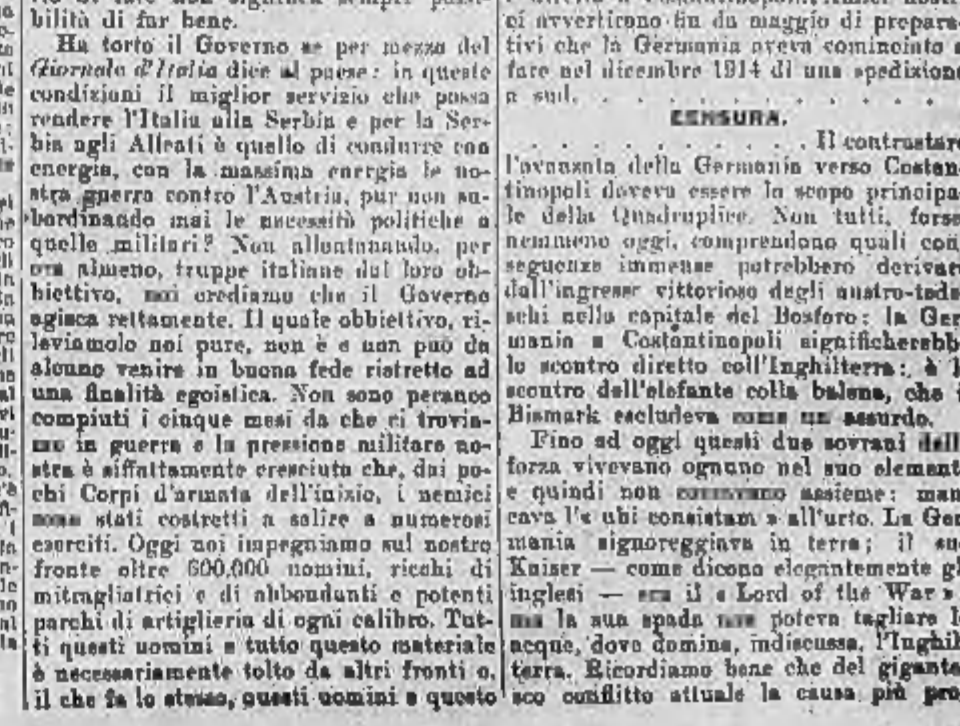 bilità di far bene.
Ha torto il Governo se per mezzo del
Giornale d'Italia dice al paese: in queste
condizioni il miglior servizio che possa
rendere l'Italia alla Serbia e per la Ser-
bia agli Alleati è quello di condurre con
energia, con la massima energia la no-
stra guerra contro l'Austria, pur non su-
bordinando mai le necessità politiche a
quelle militari? Non allontanando, per
ora almeno, truppe italiane dal loro ob-
biettivo, noi crediamo che il Governo
agisca rettamente. Il quale obbiettivo, ri-
leviamolo noi pure, non è e non può da
alcuno venire in buona fede ristretto ad
una finalità egoistica. Non sono peranco
compiuti i cinque mesi da che ci trovia-
mo in guerra e la pressione militare no-
stra è siffattamente cresciuta che, dai po-
chi Corpi d'armata dell'inizio, i nemici
sono stati costretti a salire a numerosi
eserciti. Oggi noi impegniamo sul nostro
fronte oltre 600,000 uomini, ricchi di
mitragliatrici e di abbondanti e potenti
parchi di artiglieria di ogni calibro. Tut-
ti questi uomini e tutto questo materiale
è necessariamente tolto da altri fronti o,
il che fa lo stesso, questi uomini e questo
ci avvertirono fin da maggio di prepara-
tivi che la Germania aveva cominciato a
fare nel dicembre 1914 di una spedizione
a sud. . . . . . . . . . . . .
CENSURA.
. . . . . . . . . . Il contrastare
l'avanzata della Germania verso Costan-
tinopoli doveva essere lo scopo principa-
le della Quadruplice. Non tutti, forse
nemmeno oggi, comprendono quali con-
seguenze immense potrebbero derivare
dall'ingresso vittorioso degli austro-tede-
schi nella capitale del Bosforo: la Ger
mania a Costantinopoli significherebbe
lo scontro diretto coll'Inghilterra: è l
scontro dell'elefante colla balena, che
Bismark escludeva come un assurdo.
Fino ad oggi questi due sovrani dell
forza vivevano ognuno nel suo element
e quindi non assieme: man
cava l'« ubi consistam » all'urto. La Ger
mania signoreggiava in terra; il su
Kaiser — come dicono elegantemente gl
inglesi — era il « Lord of the War »
ma la sua spada non poteva tagliare l
acque, dove domina, indiscussa, l'Inghil
terra. Ricordiamo bene che del gigante-
sco conflitto attuale la causa più pro